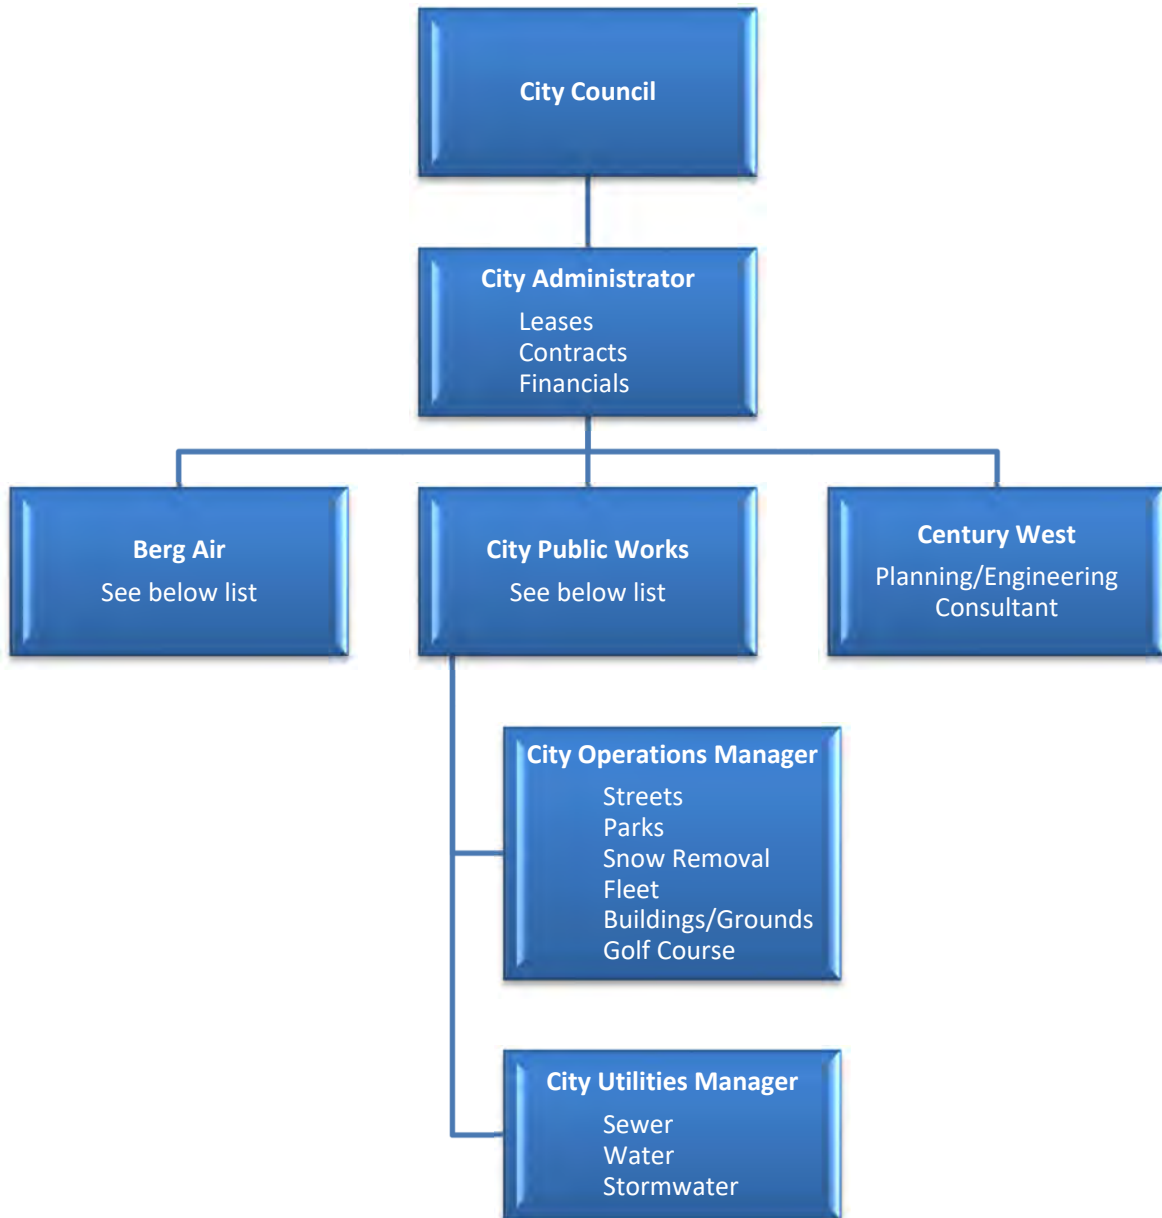 City Council
City Administrator
Leases
Contracts
Financials
Berg Air
See below list
City Public Works
See below list
Century West
Planning/Engineering
Consultant
City Operations Manager
Streets
Parks
Snow Removal
Fleet
Buildings/Grounds
Golf Course
City Utilities Manager
Sewer
Water
Stormwater